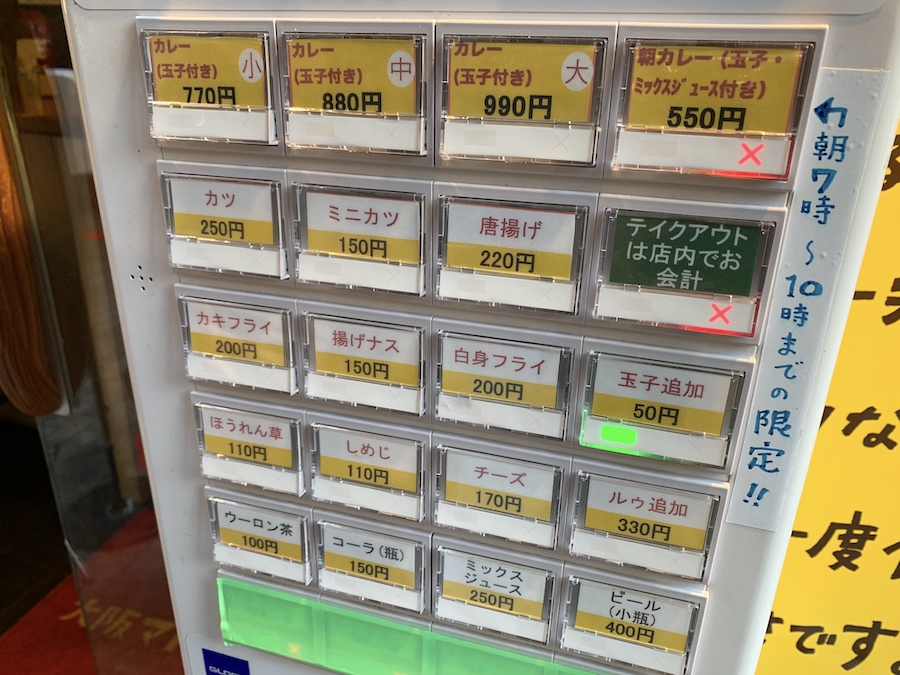 カレー
(玉子付き)
小
770円
カレー
(玉子付き)
中
880円
カレー
(玉子付き)
大
990円
朝カレー(玉子・
ミックスジュース付き)
550円
×
カツ
250円
ミニカツ
150円
唐揚げ
220円
テイクアウト
は店内でお
会計
×
カキフライ
200円
揚げナス
150円
白身フライ
200円
玉子追加
50円
ほうれん草
110円
しめじ
110円
チーズ
170円
ルゥ追加
330円
ウーロン茶
100円
コーラ(瓶)
150円
ミックス
ジュース
250円
ビール
(小瓶)
400円
朝7時～10時までの限定!!
一度
です
大阪マ